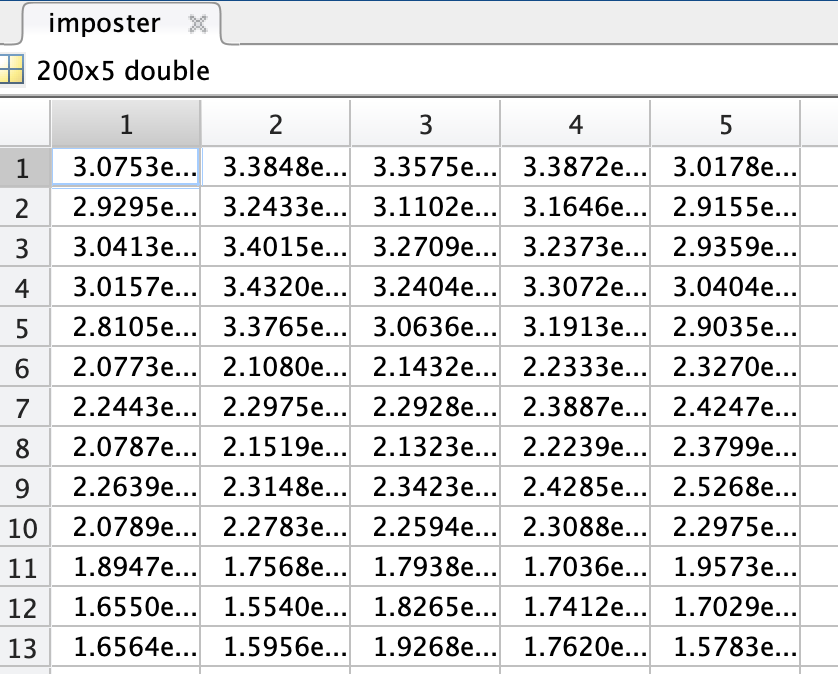 imposter
200x5 double
1 2 3 4 5
1 3.0753e... 3.3848e... 3.3575e... 3.3872e... 3.0178e...
2 2.9295e... 3.2433e... 3.1102e... 3.1646e... 2.9155e...
3 3.0413e... 3.4015e... 3.2709e... 3.2373e... 2.9359e...
4 3.0157e... 3.4320e... 3.2404e... 3.3072e... 3.0404e...
5 2.8105e... 3.3765e... 3.0636e... 3.1913e... 2.9035e...
6 2.0773e... 2.1080e... 2.1432e... 2.2333e... 2.3270e...
7 2.2443e... 2.2975e... 2.2928e... 2.3887e... 2.4247e...
8 2.0787e... 2.1519e... 2.1323e... 2.2239e... 2.3799e...
9 2.2639e... 2.3148e... 2.3423e... 2.4285e... 2.5268e...
10 2.0789e... 2.2783e... 2.2594e... 2.3088e... 2.2975e...
11 1.8947e... 1.7568e... 1.7938e... 1.7036e... 1.9573e...
12 1.6550e... 1.5540e... 1.8265e... 1.7412e... 1.7029e...
13 1.6564e... 1.5956e... 1.9268e... 1.7620e... 1.5783e...